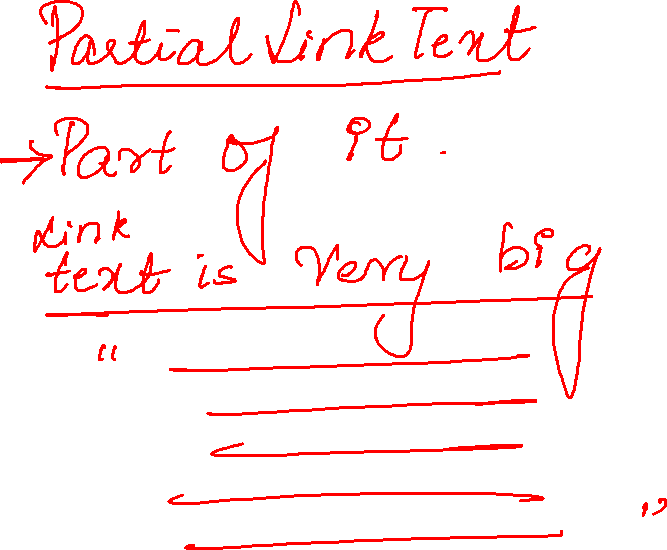 Partial Link Text
→ Part of it.
Link
text is very big
"
"